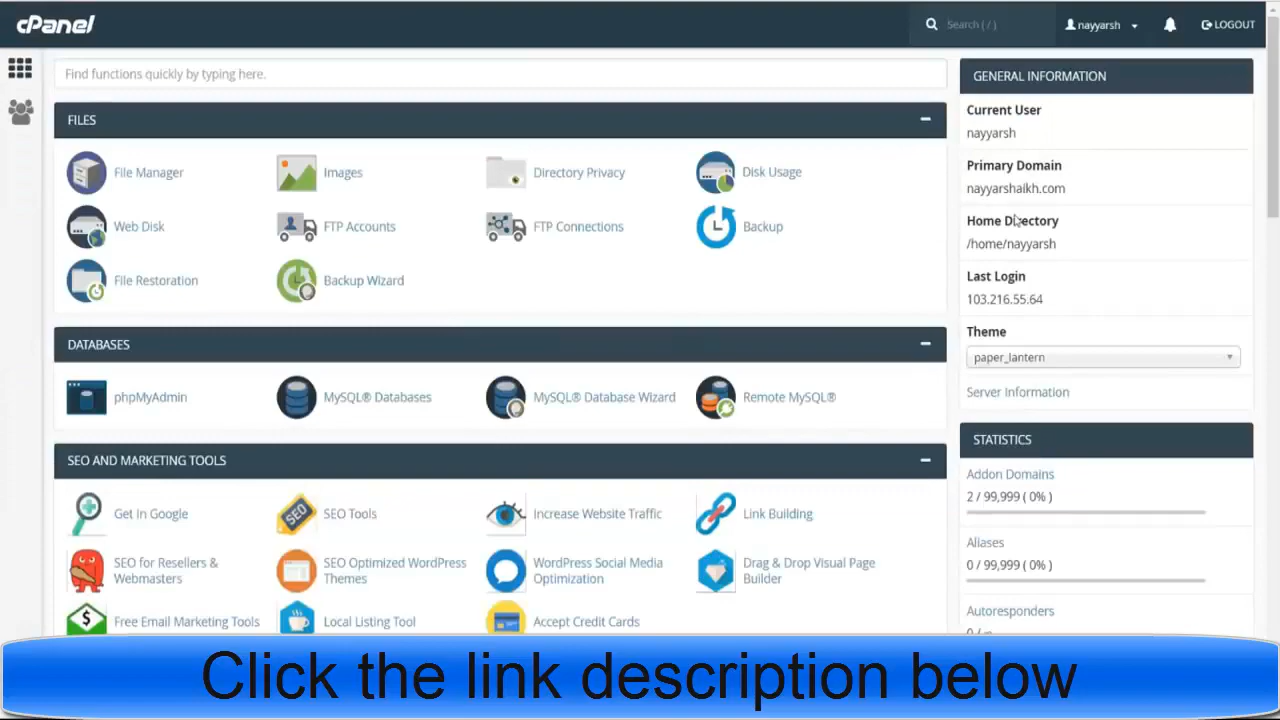 cPanel
Search ( / )
nayyarsh
LOGOUT
Find functions quickly by typing here.
FILES
File Manager
Images
Directory Privacy
Disk Usage
Web Disk
FTP Accounts
FTP Connections
Backup
File Restoration
Backup Wizard
DATABASES
phpMyAdmin
MySQL® Databases
MySQL® Database Wizard
Remote MySQL®
SEO AND MARKETING TOOLS
Get In Google
SEO
SEO Tools
Increase Website Traffic
Link Building
SEO for Resellers &
Webmasters
SEO Optimized WordPress
Themes
WordPress Social Media
Optimization
Drag & Drop Visual Page
Builder
Free Email Marketing Tools
Local Listing Tool
Accept Credit Cards
GENERAL INFORMATION
Current User
nayyarsh
Primary Domain
nayyarshaikh.com
Home Directory
/home/nayyarsh
Last Login
103.216.55.64
Theme
paper_lantern
Server Information
STATISTICS
Addon Domains
2 / 99,999 ( 0% )
Aliases
0 / 99,999 ( 0% )
Autoresponders
Click the link description below